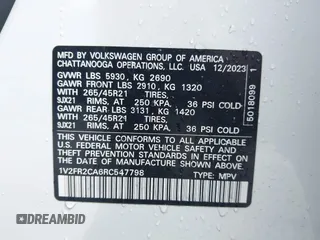 MFD BY VOLKSWAGEN GROUP OF AMERICA
CHATTANOOGA OPERATIONS, LLC. USA 12/2023
GVWR LBS 5930, KG 2690
GAWR FRONT LBS 2910, KG 1320
WITH 265/45R21 TIRES,
9JX21 RIMS, AT 250 KPA. 36 PSI COLD
GAWR REAR LBS 3131, KG 1420
WITH 265/45R21 TIRES,
9JX21 RIMS, AT 250 KPA. 36 PSI COLD
THIS VEHICLE CONFORMS TO ALL APPLICABLE
FEDERAL MOTOR VEHICLE SAFETY, BUMPER, AND
THEFT PREVENTION STANDARDS IN EFFECT ON
THE DATE OF MANUFACTURE SHOWN ABOVE.
1V2FR2CA6RC547798 TYPE: MPV
5018099 1
DREAMBID